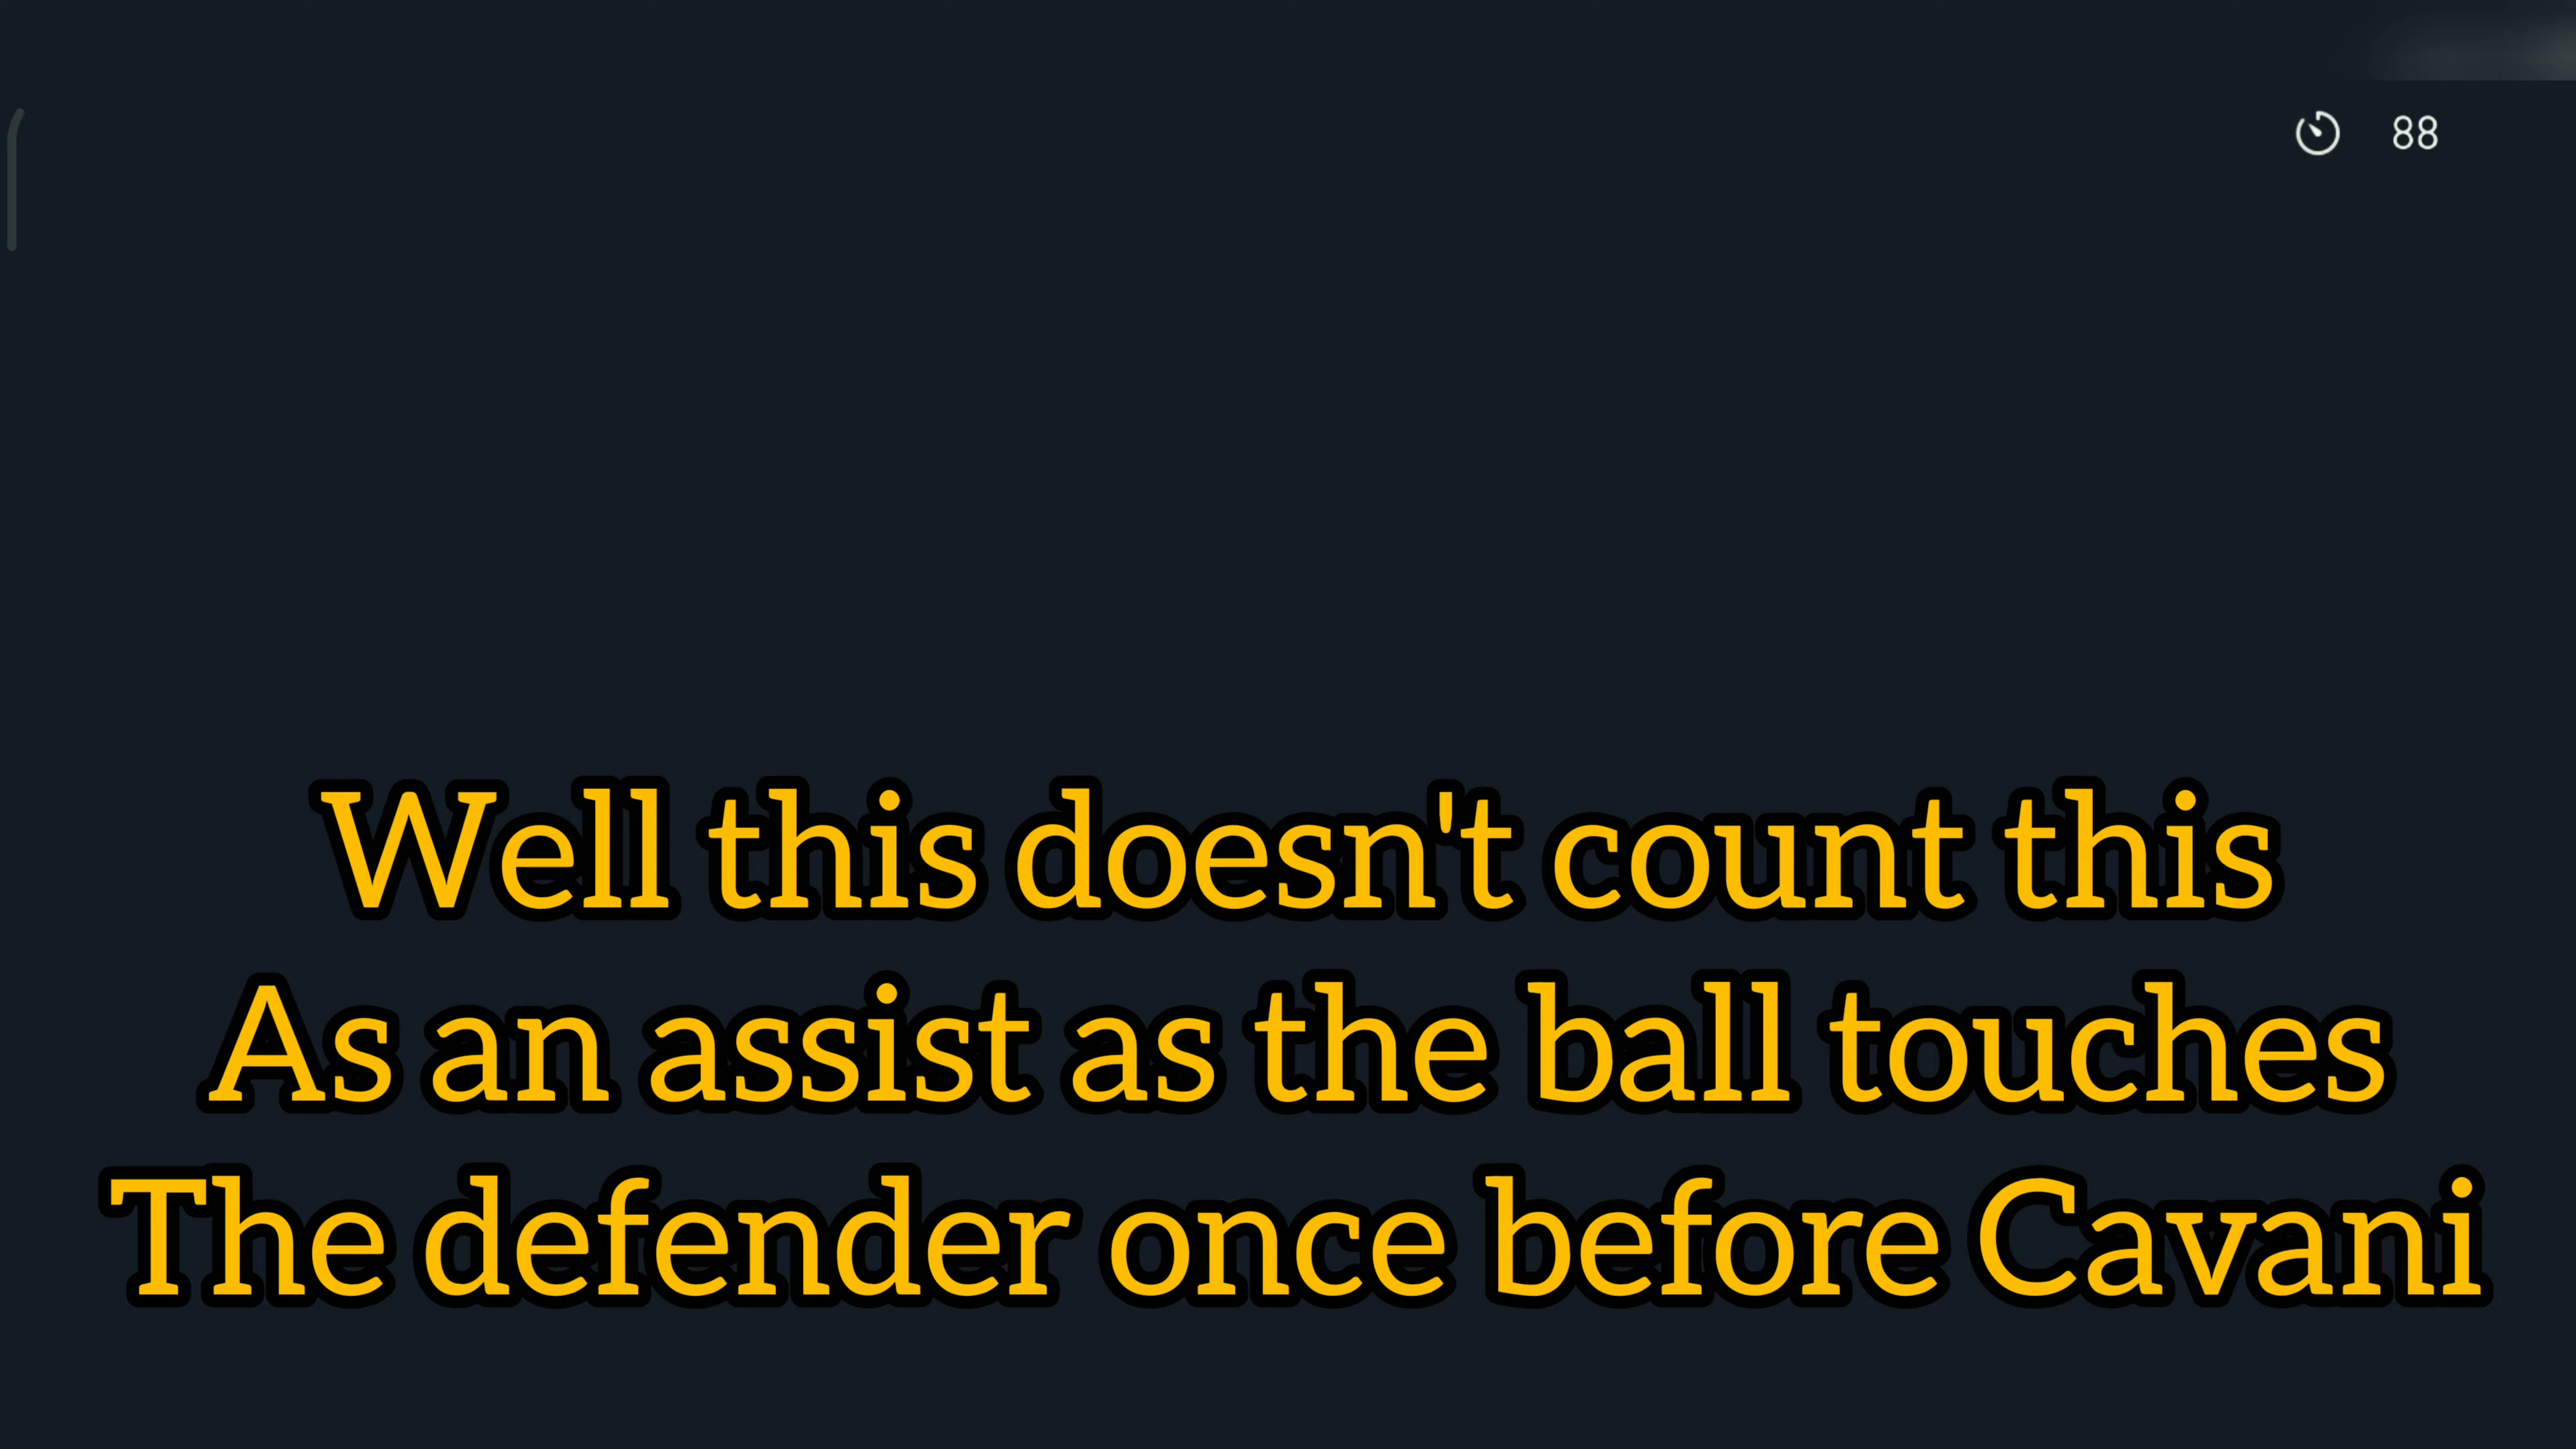 88
Well this doesn't count this
As an assist as the ball touches
The defender once before Cavani